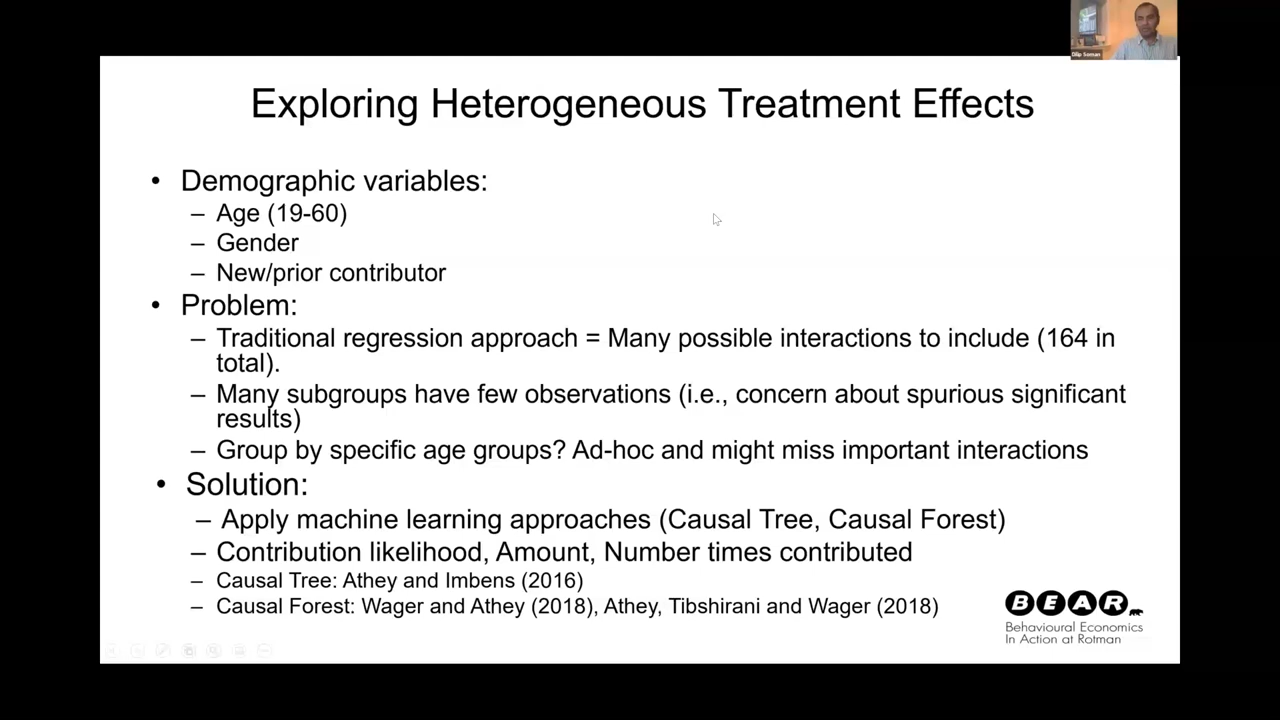 Dilip Soman
Exploring Heterogeneous Treatment Effects
• Demographic variables:
– Age (19-60)
– Gender
– New/prior contributor
• Problem:
– Traditional regression approach = Many possible interactions to include (164 in
total).
– Many subgroups have few observations (i.e., concern about spurious significant
results)
– Group by specific age groups? Ad-hoc and might miss important interactions
• Solution:
– Apply machine learning approaches (Causal Tree, Causal Forest)
– Contribution likelihood, Amount, Number times contributed
– Causal Tree: Athey and Imbens (2016)
– Causal Forest: Wager and Athey (2018), Athey, Tibshirani and Wager (2018)
BEAR
Behavioural Economics
In Action at Rotman